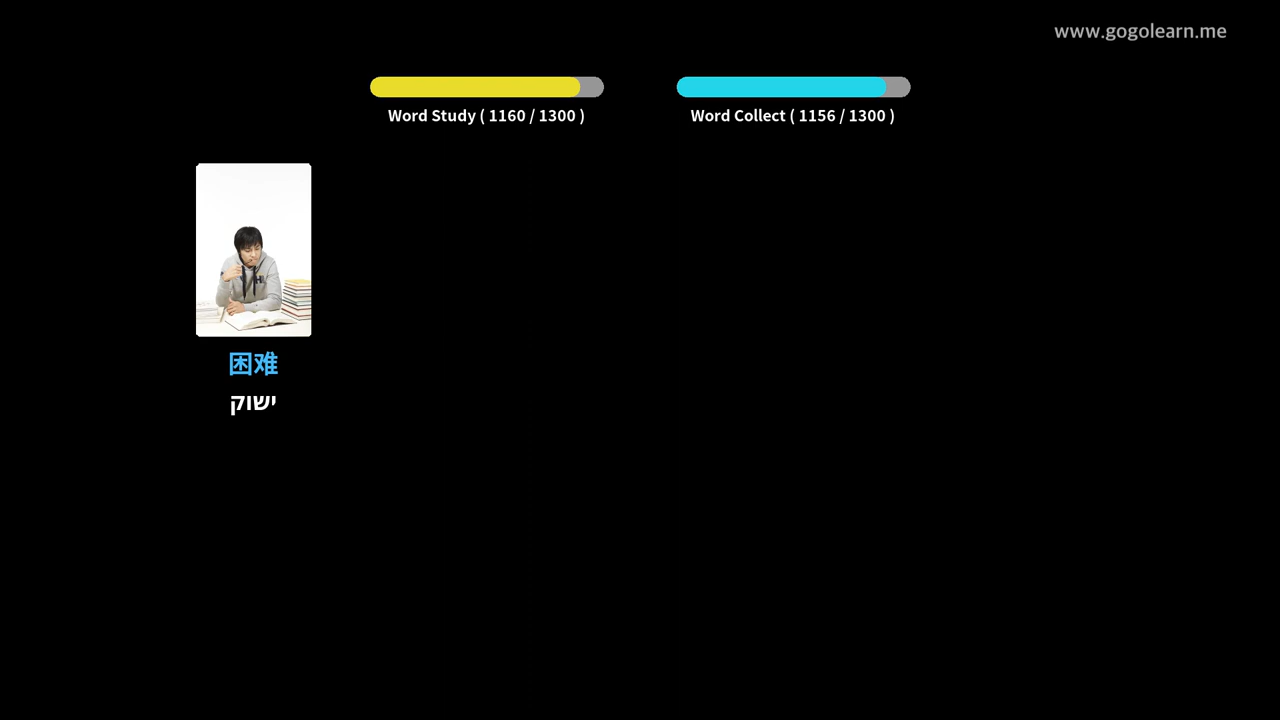 www.gogolearn.me
Word Study ( 1160 / 1300 )
Word Collect ( 1156 / 1300 )
困难
ישוק